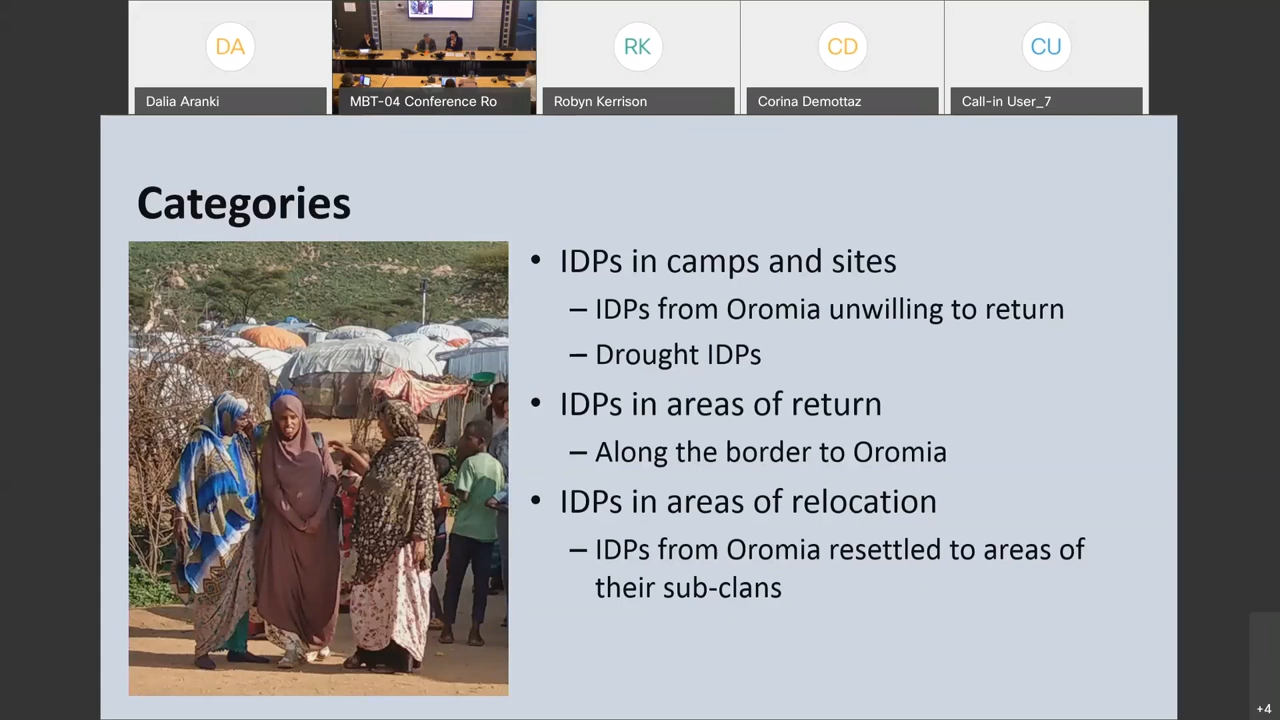 DA
RK
CD
CU
Dalia Aranki
MBT-04 Conference Ro
Robyn Kerrison
Corina Demottaz
Call-in User_7
Categories
• IDPs in camps and sites
– IDPs from Oromia unwilling to return
– Drought IDPs
• IDPs in areas of return
– Along the border to Oromia
• IDPs in areas of relocation
– IDPs from Oromia resettled to areas of
their sub-clans
+4